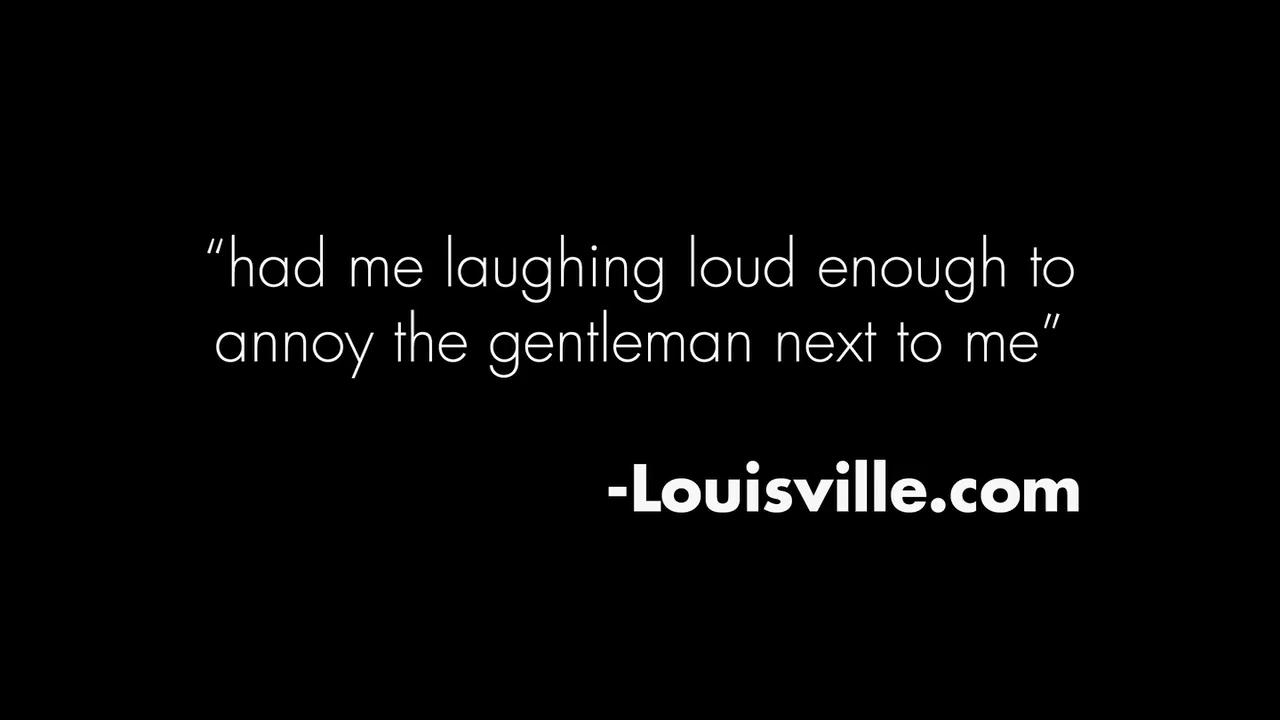 “had me laughing loud enough to
annoy the gentleman next to me”
-Louisville.com